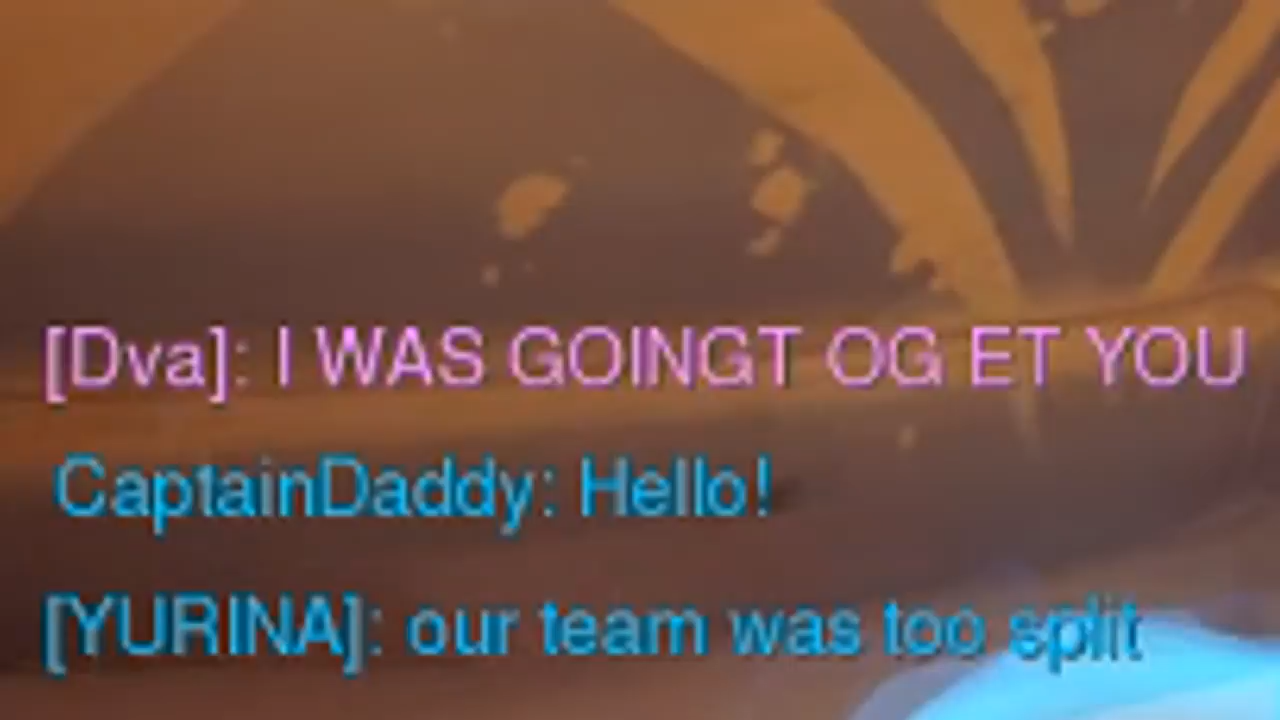 [Dva]: I WAS GOINGT OG ET YOU
CaptainDaddy: Hello!
[YURINA]: our team was too split